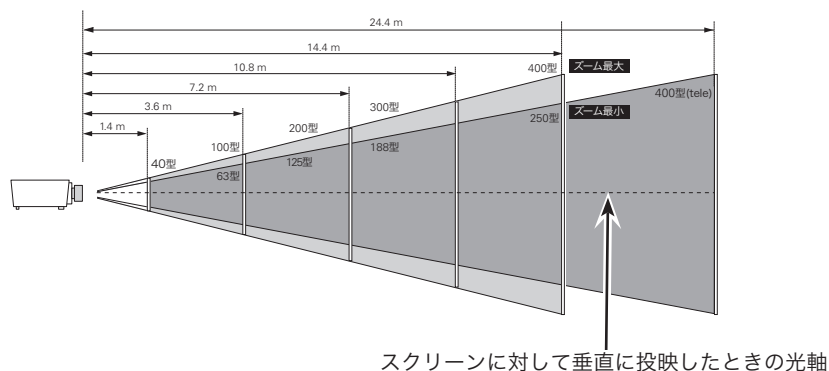 24.4 m
14.4 m
10.8 m
7.2 m
3.6 m
1.4 m
400型
ズーム最大
300型
200型
100型
40型
400型(tele)
ズーム最小
250型
188型
125型
63型
スクリーンに対して垂直に投映したときの光軸